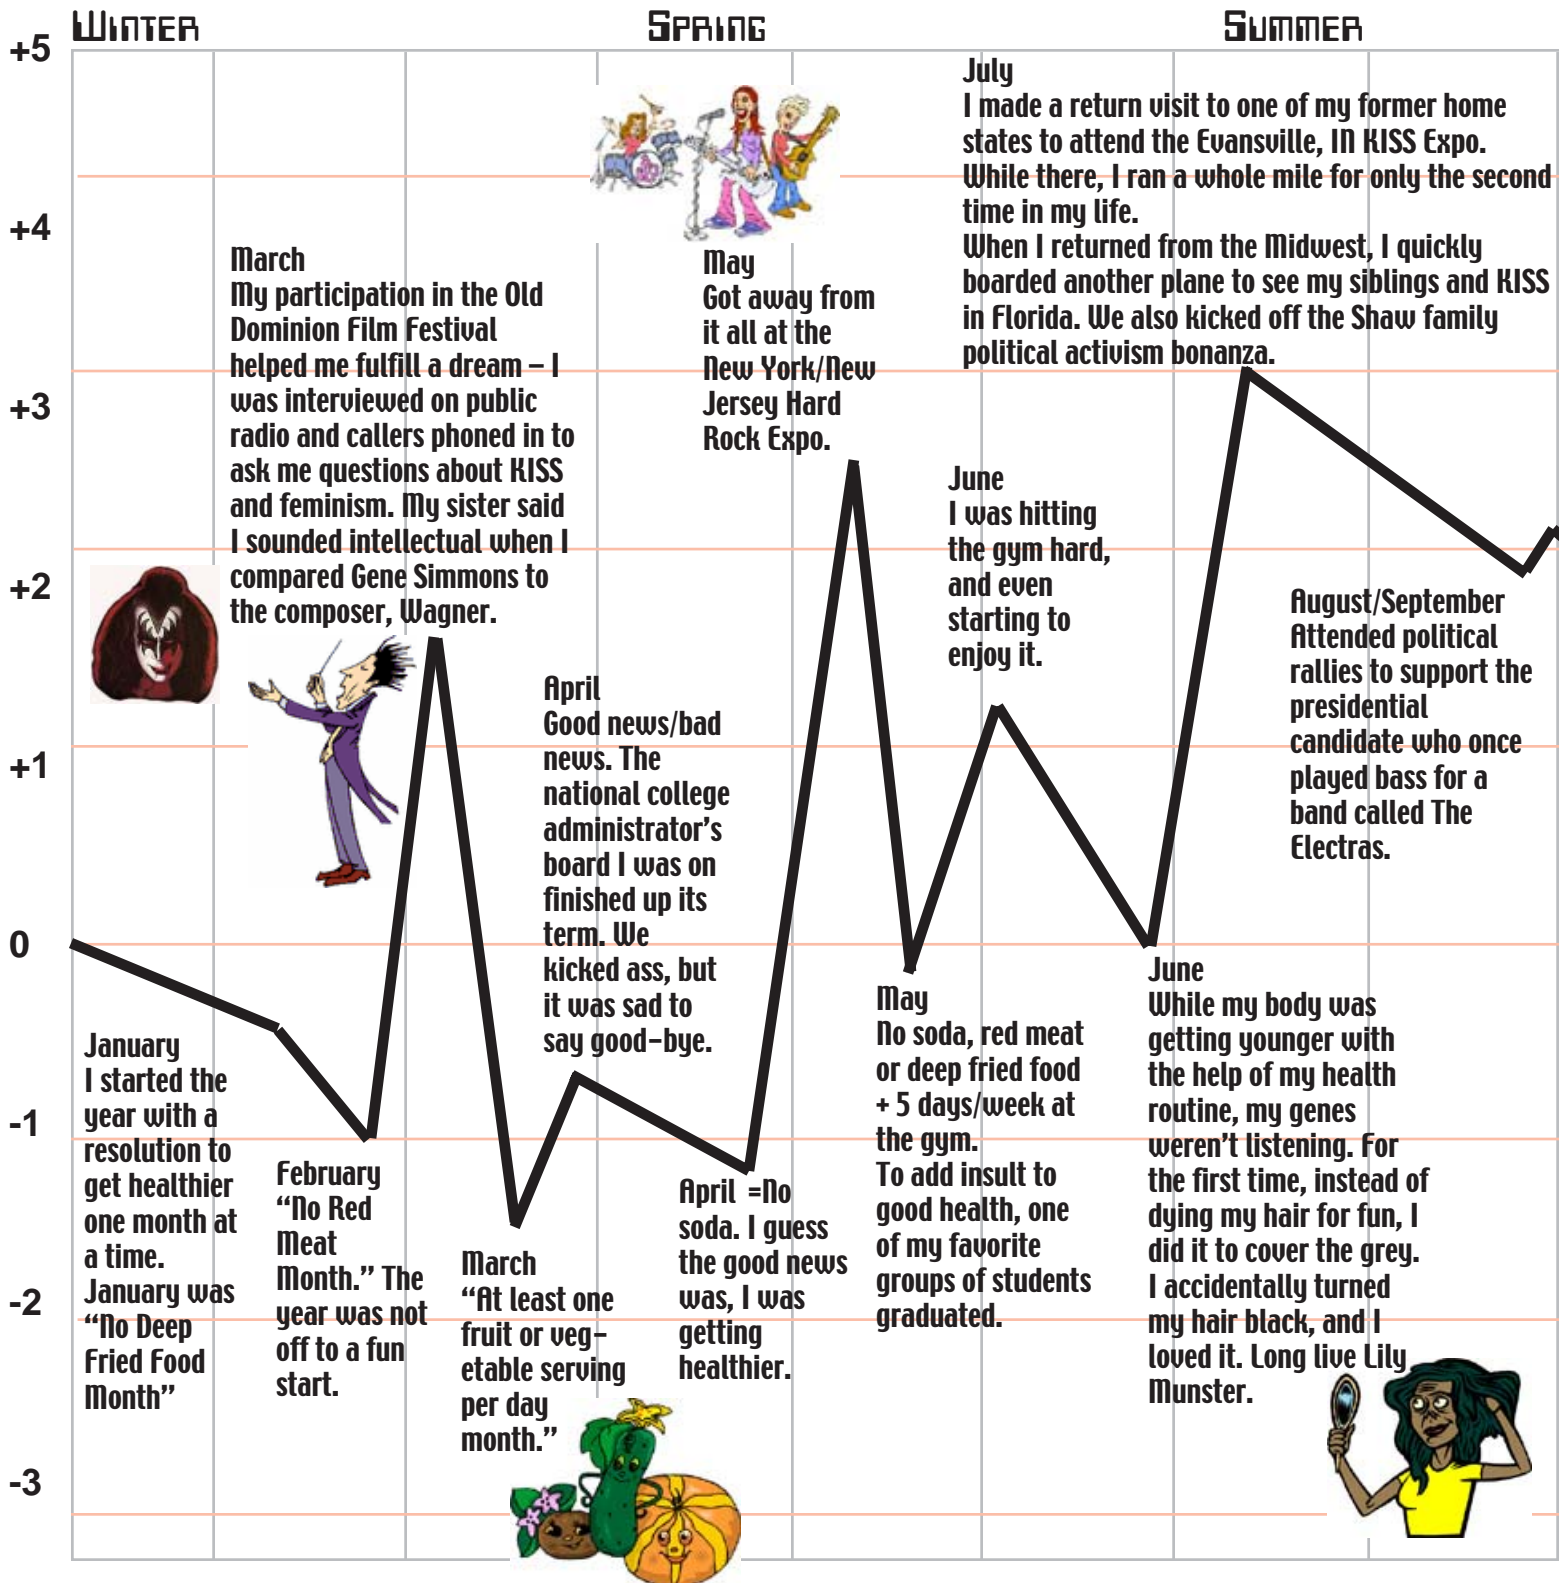 WINTER
SPRING
SUMMER
+5
+4
+3
+2
+1
0
-1
-2
-3
January
I started the
year with a
resolution to
get healthier
one month at
a time.
January was
“No Deep
Fried Food
Month”
February
“No Red
Meat
Month.” The
year was not
off to a fun
start.
March
My participation in the Old
Dominion Film Festival
helped me fulfill a dream – I
was interviewed on public
radio and callers phoned in to
ask me questions about KISS
and feminism. My sister said
I sounded intellectual when I
compared Gene Simmons to
the composer, Wagner.
March
“At least one
fruit or veg-
etable serving
per day
month.”
April
Good news/bad
news. The
national college
administrator’s
board I was on
finished up its
term. We
kicked ass, but
it was sad to
say good-bye.
April =No
soda. I guess
the good news
was, I was
getting
healthier.
May
Got away from
it all at the
New York/New
Jersey Hard
Rock Expo.
May
No soda, red meat
or deep fried food
+ 5 days/week at
the gym.
To add insult to
good health, one
of my favorite
groups of students
graduated.
June
I was hitting
the gym hard,
and even
starting to
enjoy it.
June
While my body was
getting younger with
the help of my health
routine, my genes
weren’t listening. For
the first time, instead of
dying my hair for fun, I
did it to cover the grey.
I accidentally turned
my hair black, and I
loved it. Long live Lily
Munster.
July
I made a return visit to one of my former home
states to attend the Evansville, IN KISS Expo.
While there, I ran a whole mile for only the second
time in my life.
When I returned from the Midwest, I quickly
boarded another plane to see my siblings and KISS
in Florida. We also kicked off the Shaw family
political activism bonanza.
August/September
Attended political
rallies to support the
presidential
candidate who once
played bass for a
band called The
Electras.